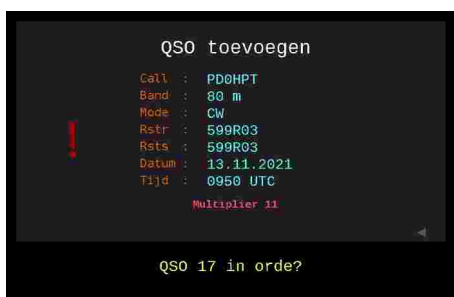 QSO toevoegen
Call : PD0HPT
Band : 80 m
Mode : CW
Rstr : 599R03
Rsts : 599R03
Datum : 13.11.2021
Tijd : 0950 UTC
!
Multiplier 11
QSO 17 in orde?